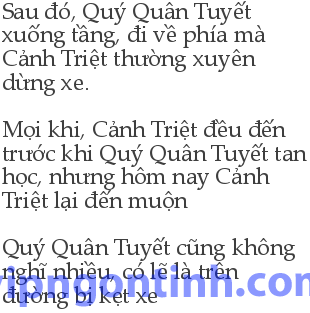 Sau đó, Quý Quân Tuyết
xuống tầng, đi về phía mà
Cảnh Triệt thường xuyên
dừng xe.
Mọi khi, Cảnh Triệt đều đến
trước khi Quý Quân Tuyết tan
học, nhưng hôm nay Cảnh
Triệt lại đến muộn
Quý Quân Tuyết cũng không
nghĩ nhiều, có lẽ là trên
đường bị kẹt xe
vipngontinh.com